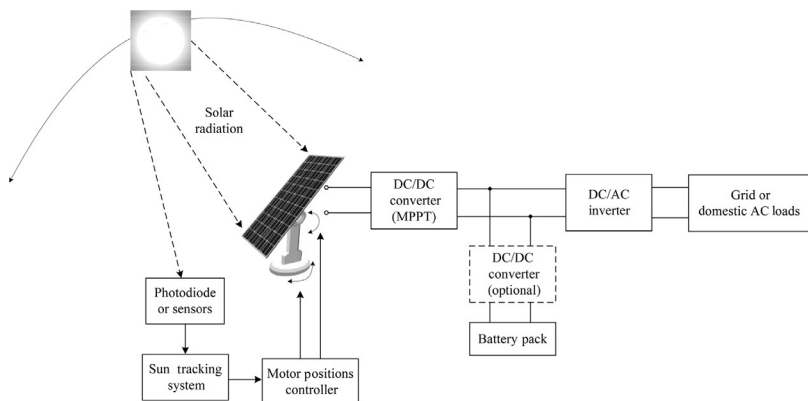 Solar
radiation
DC/DC
converter
(MPPT)
DC/AC
inverter
Grid or
domestic AC loads
DC/DC
converter
(optional)
Battery pack
Photodiode
or sensors
Sun tracking
system
Motor positions
controller